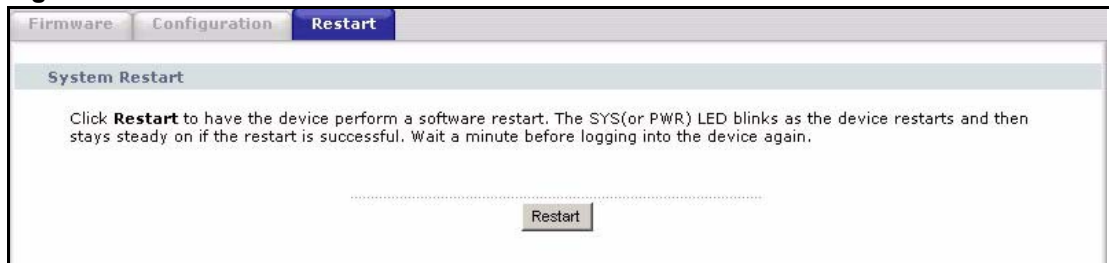 Firmware Configuration Restart
System Restart
Click Restart to have the device perform a software restart. The SYS(or PWR) LED blinks as the device restarts and then
stays steady on if the restart is successful. Wait a minute before logging into the device again.
Restart